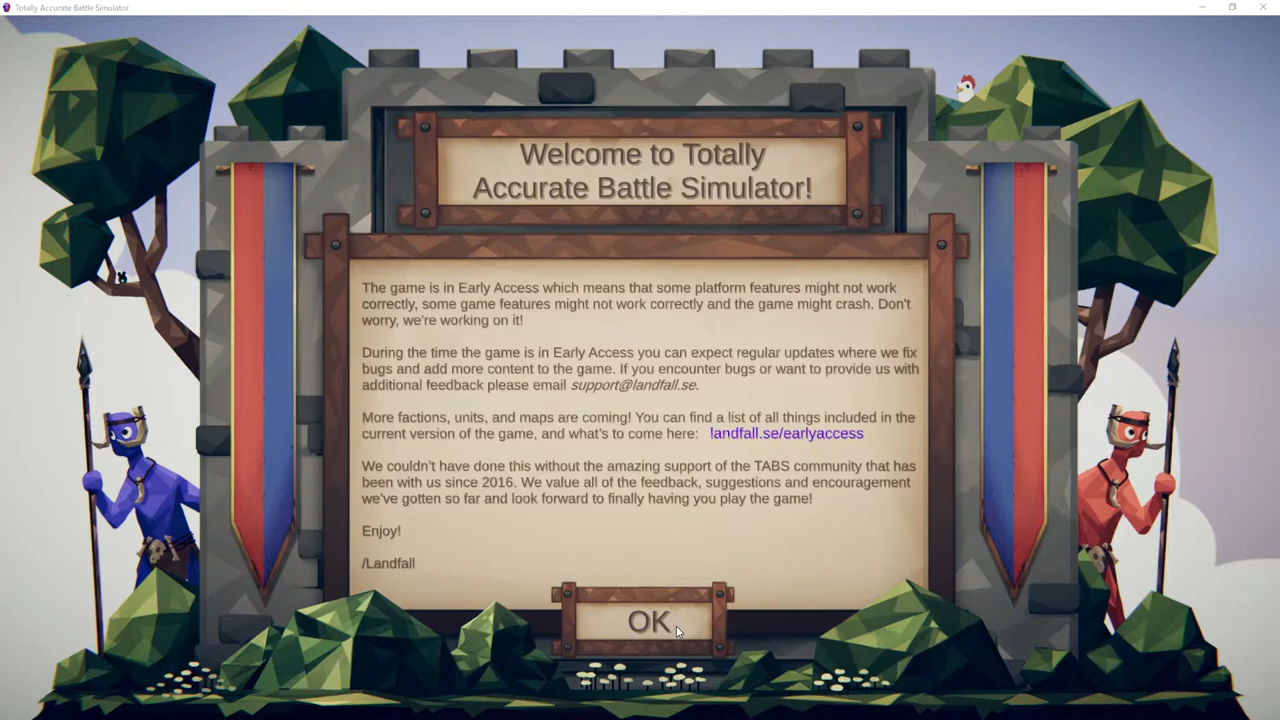 Totally Accurate Battle Simulator
Welcome to Totally
Accurate Battle Simulator!
The game is in Early Access which means that some platform features might not work
correctly, some game features might not work correctly and the game might crash. Don't
worry, we're working on it!
During the time the game is in Early Access you can expect regular updates where we fix
bugs and add more content to the game. If you encounter bugs or want to provide us with
additional feedback please email support@landfall.se.
More factions, units, and maps are coming! You can find a list of all things included in the
current version of the game, and what's to come here: landfall.se/earlyaccess
We couldn't have done this without the amazing support of the TABS community that has
been with us since 2016. We value all of the feedback, suggestions and encouragement
we've gotten so far and look forward to finally having you play the game!
Enjoy!
/Landfall
OK